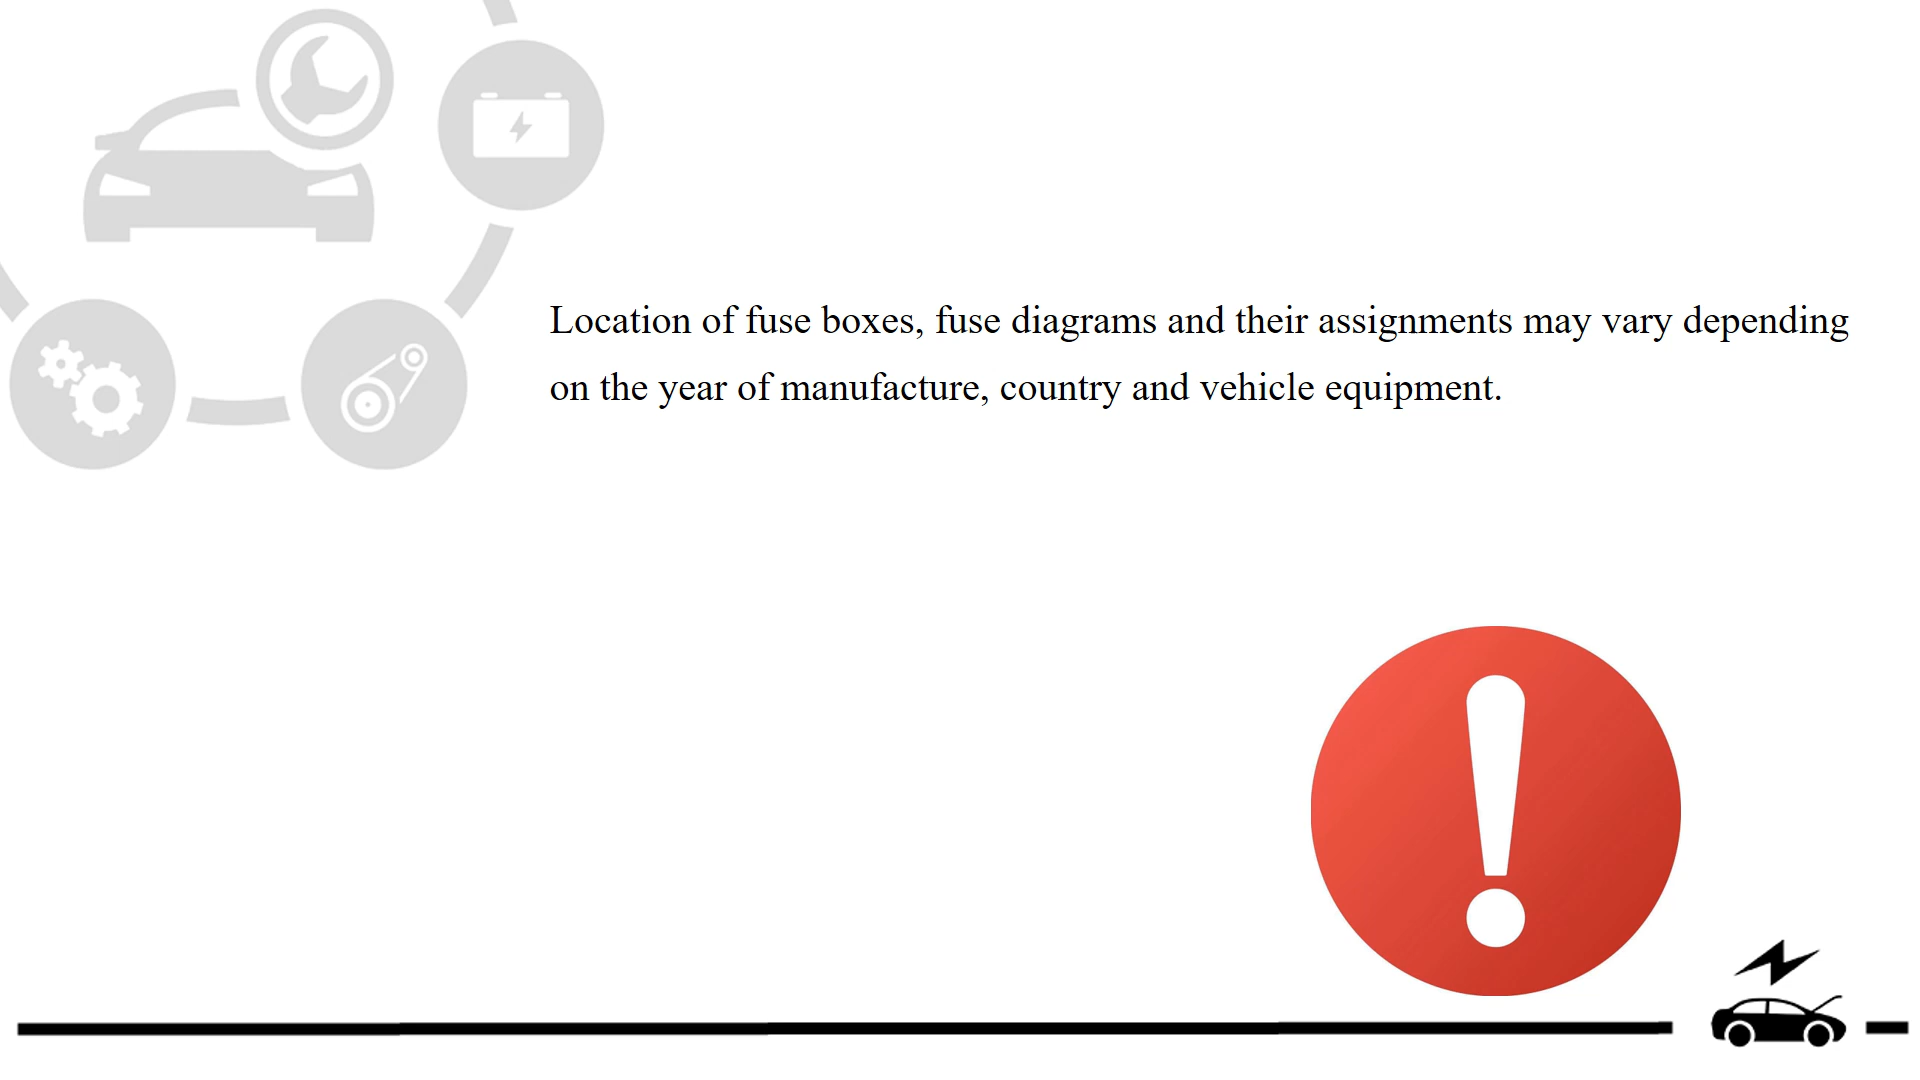 Location of fuse boxes, fuse diagrams and their assignments may vary depending
on the year of manufacture, country and vehicle equipment.